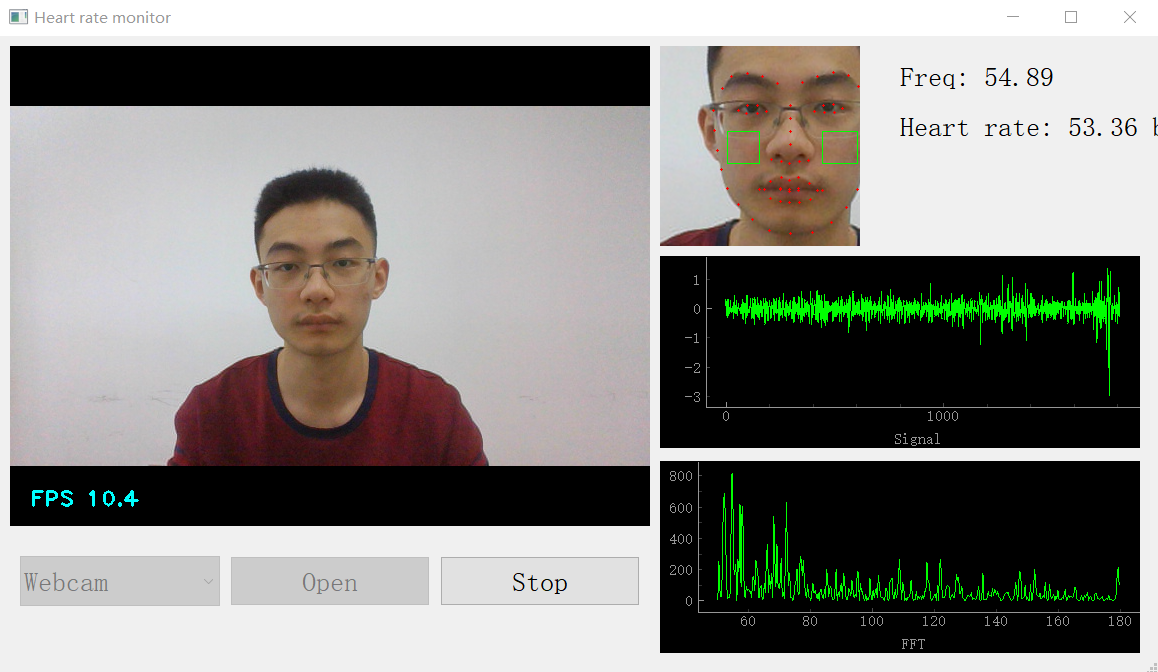 Heart rate monitor
Freq: 54.89
Heart rate: 53.36 b
1
0
-1
-2
-3
0 1000
Signal
800
600
400
200
0
60 80 100 120 140 160 180
FFT
FPS 10.4
Webcam Open Stop